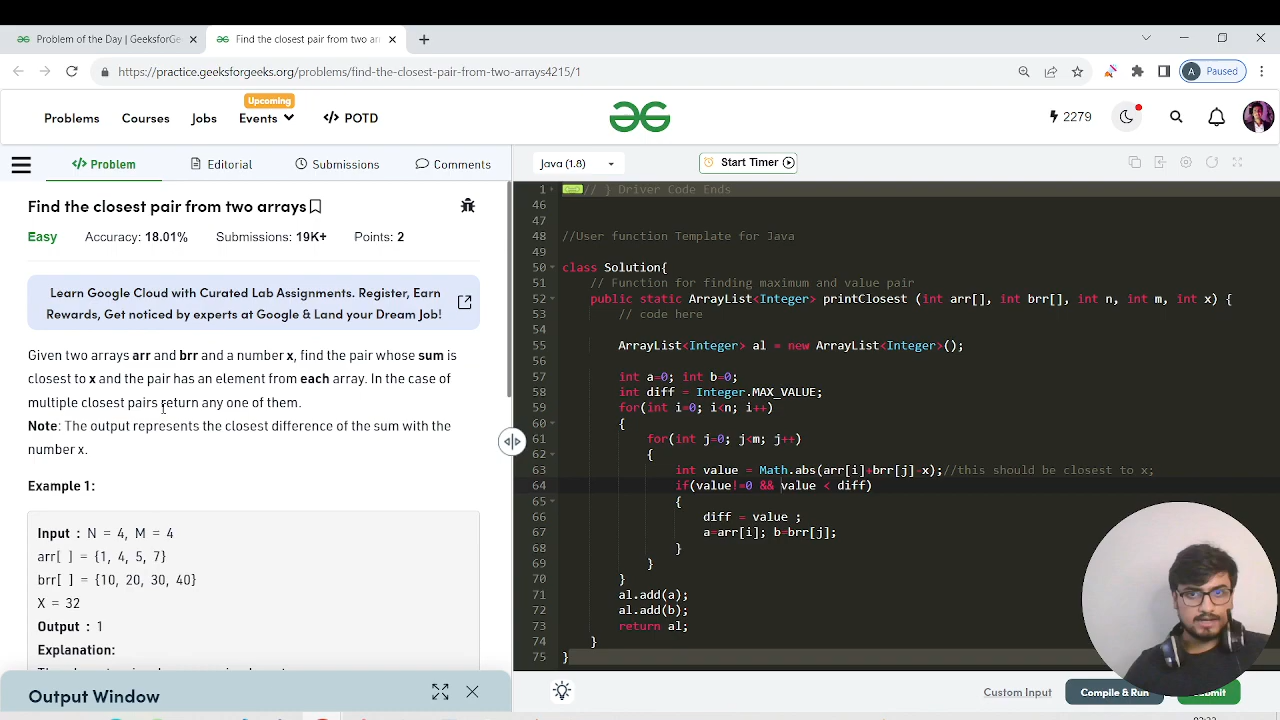 Problem of the Day | GeeksforGe
Find the closest pair from two an
https://practice.geeksforgeeks.org/problems/find-the-closest-pair-from-two-arrays4215/1
A Paused
Upcoming
Problems Courses Jobs Events </> POTD
2279
</> Problem Editorial Submissions Comments
Java (1.8) Start Timer
Find the closest pair from two arrays
Easy Accuracy: 18.01% Submissions: 19K+ Points: 2
Learn Google Cloud with Curated Lab Assignments. Register, Earn
Rewards, Get noticed by experts at Google & Land your Dream Job!
Given two arrays arr and brr and a number x, find the pair whose sum is
closest to x and the pair has an element from each array. In the case of
multiple closest pairs return any one of them.
Note: The output represents the closest difference of the sum with the
number x.
Example 1:
Input : N = 4, M = 4
arr[ ] = {1, 4, 5, 7}
brr[ ] = {10, 20, 30, 40}
X = 32
Output : 1
Explanation:
Output Window
1 // } Driver Code Ends
46
47
48 //User function Template for Java
49
50 class Solution{
51 // Function for finding maximum and value pair
52 public static ArrayList<Integer> printClosest (int arr[], int brr[], int n, int m, int x) {
53 // code here
54
55 ArrayList<Integer> al = new ArrayList<Integer>();
56
57 int a=0; int b=0;
58 int diff = Integer.MAX_VALUE;
59 for(int i=0; i<n; i++)
60 {
61 for(int j=0; j<m; j++)
62 {
63 int value = Math.abs(arr[i]+brr[j]-x);//this should be closest to x;
64 if(value!=0 && value < diff)
65 {
66 diff = value ;
67 a=arr[i]; b=brr[j];
68 }
69 }
70 }
71 al.add(a);
72 al.add(b);
73 return al;
74 }
75 }
Custom Input Compile & Run